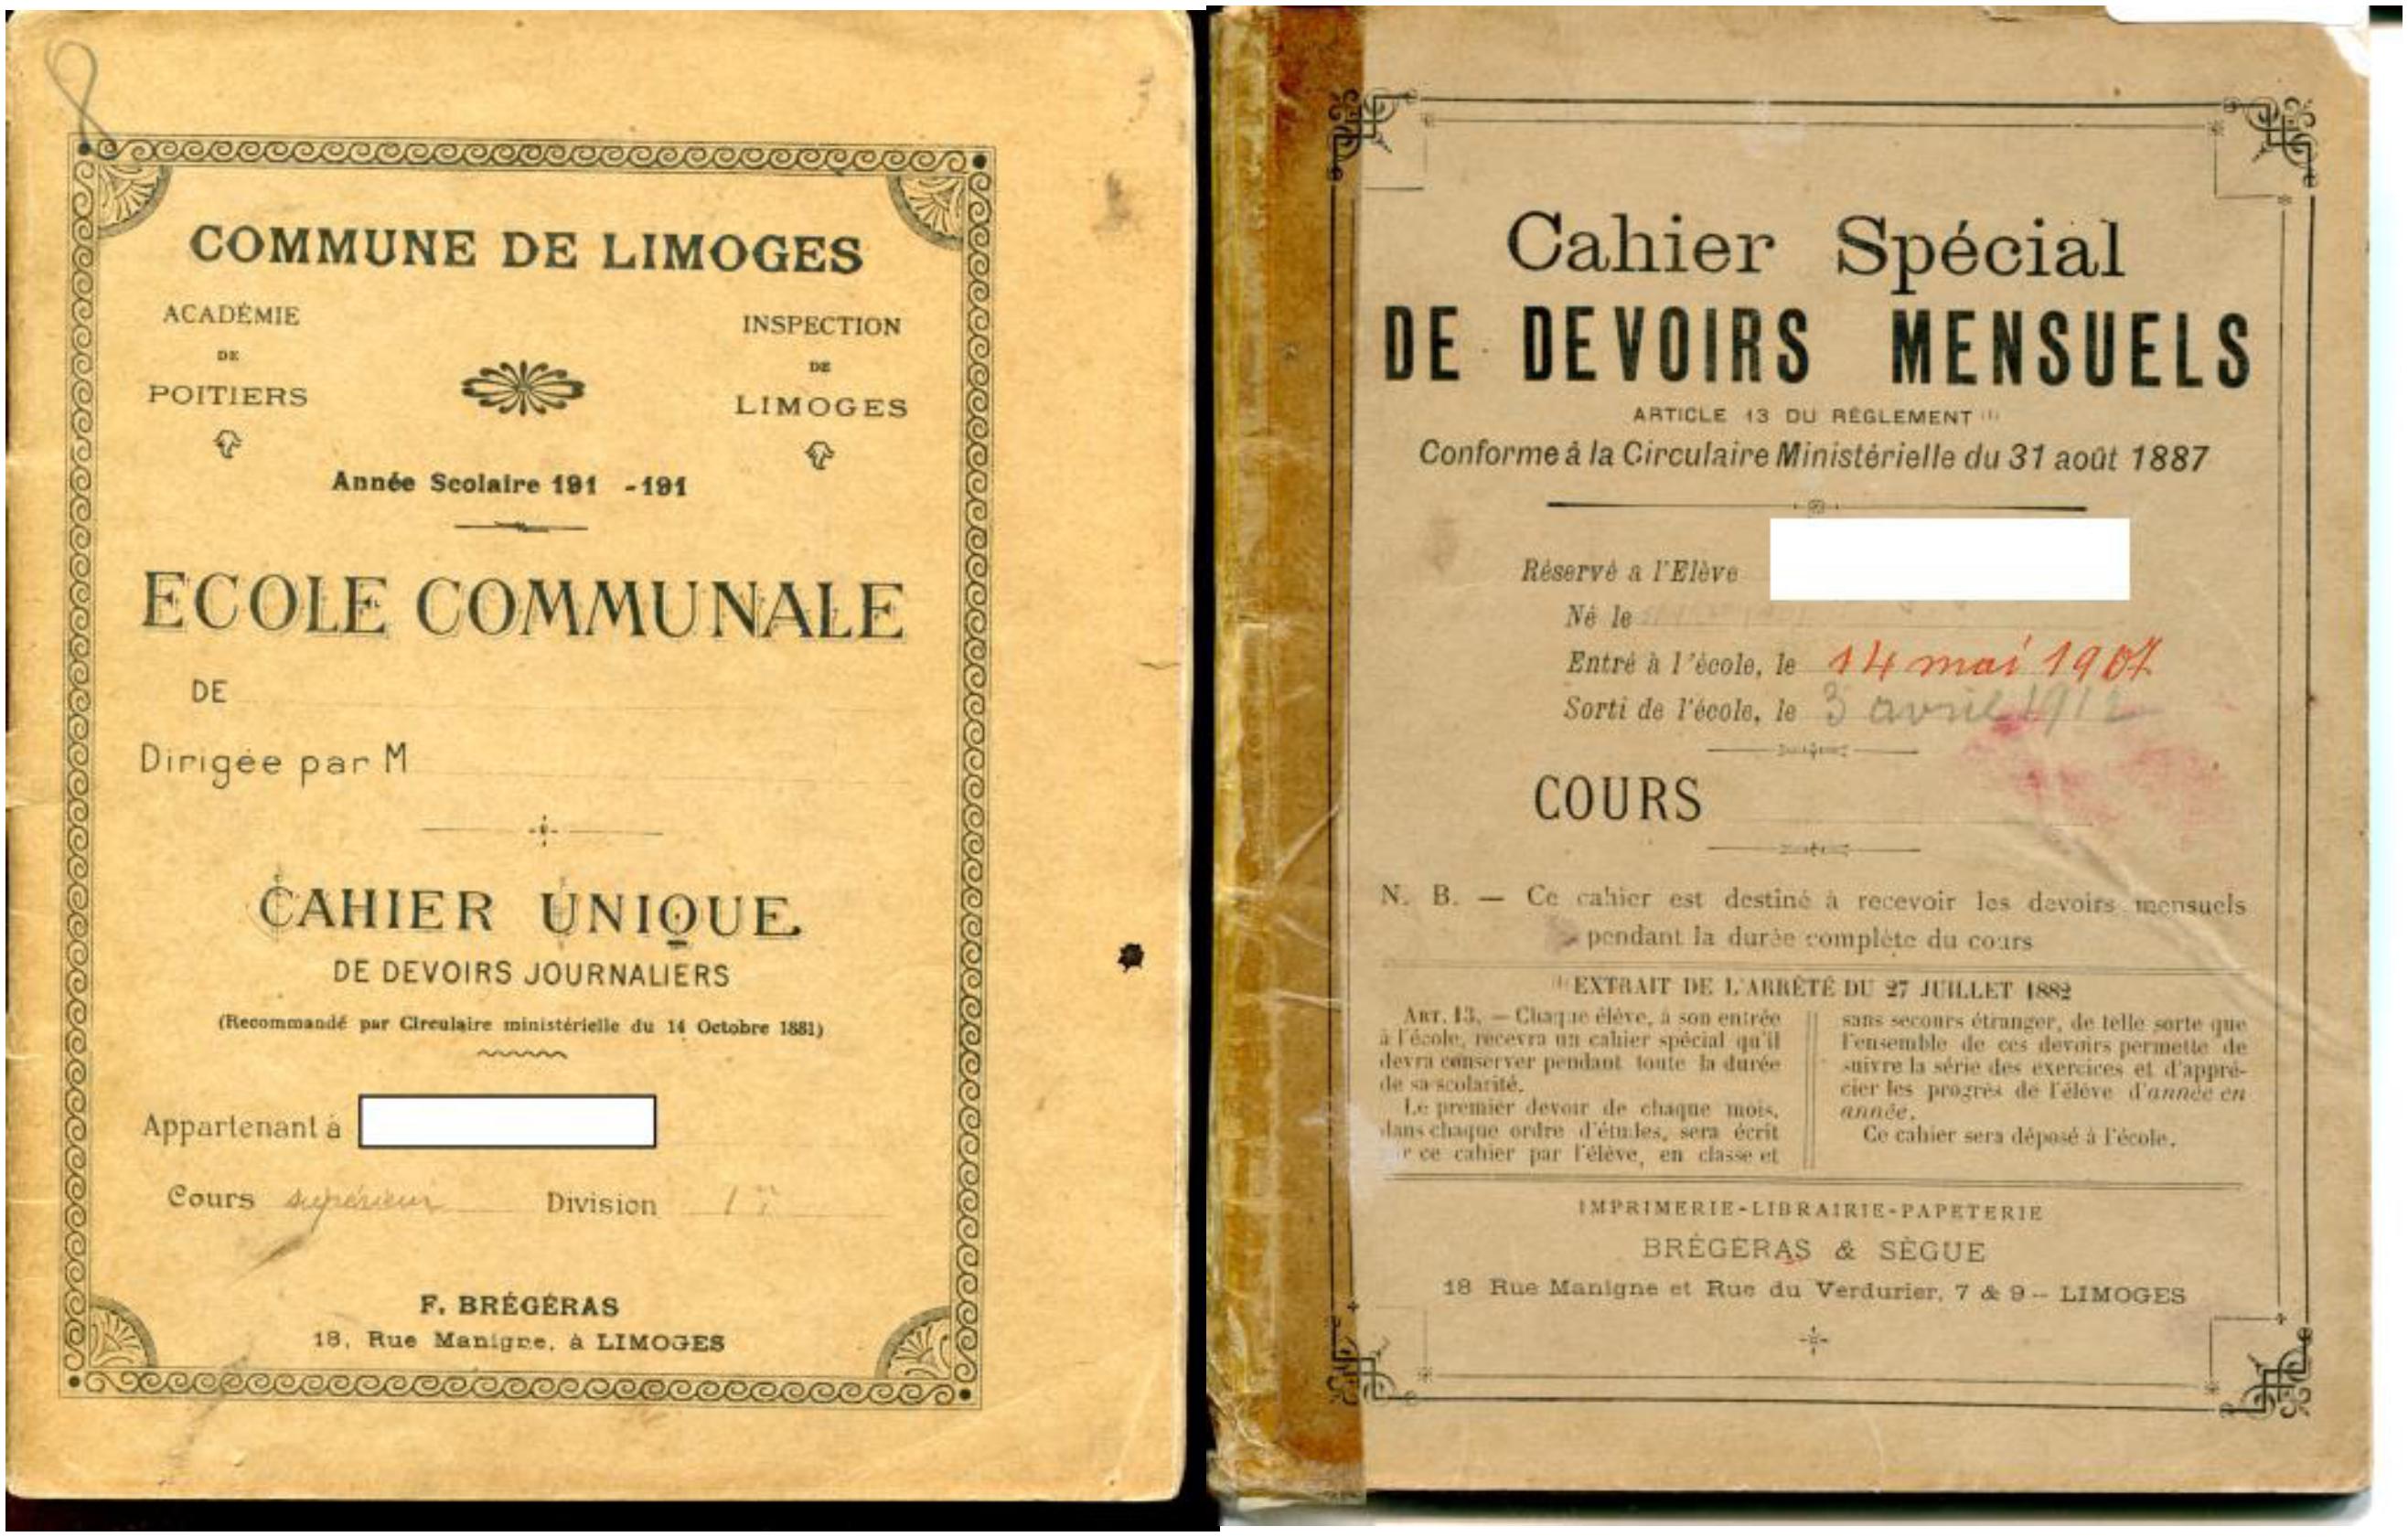 COMMUNE DE LIMOGES
ACADÉMIE
DE
POITIERS
INSPECTION
DE
LIMOGES
Année Scolaire 191 -191
ECOLE COMMUNALE
DE
Dirigée par M
CAHIER UNIQUE
DE DEVOIRS JOURNALIERS
(Recommandé par Circulaire ministérielle du 14 Octobre 1881)
Appartenant à
Cours supérieur Division 1re
F. BRÉGÉRAS
18, Rue Manigne, à LIMOGES
Cahier Spécial
DE DEVOIRS MENSUELS
ARTICLE 13 DU RÉGLEMENT (1)
Conforme à la Circulaire Ministérielle du 31 août 1887
Réservé a l'Elève
Né le
Entré à l'école, le 14 mai 1907
Sorti de l'école, le 3 avril 1912
COURS
N. B. — Ce cahier est destiné à recevoir les devoirs mensuels
pendant la durée complète du cours
(1) EXTRAIT DE L'ARRÊTÉ DU 27 JUILLET 1882
ART. 13. — Chaque élève, à son entrée
à l'école, recevra un cahier spécial qu'il
devra conserver pendant toute la durée
de sa scolarité.
Le premier devoir de chaque mois,
dans chaque ordre d'études, sera écrit
r ce cahier par l'élève, en classe et
sans secours étranger, de telle sorte que
l'ensemble de ces devoirs permette de
suivre la série des exercices et d'appré-
cier les progrès de l'élève d'année en
année.
Ce cahier sera déposé à l'école.
IMPRIMERIE-LIBRAIRIE-PAPETERIE
BRÉGÉRAS & SÈGUE
18 Rue Manigne et Rue du Verdurier, 7 & 9 -- LIMOGES